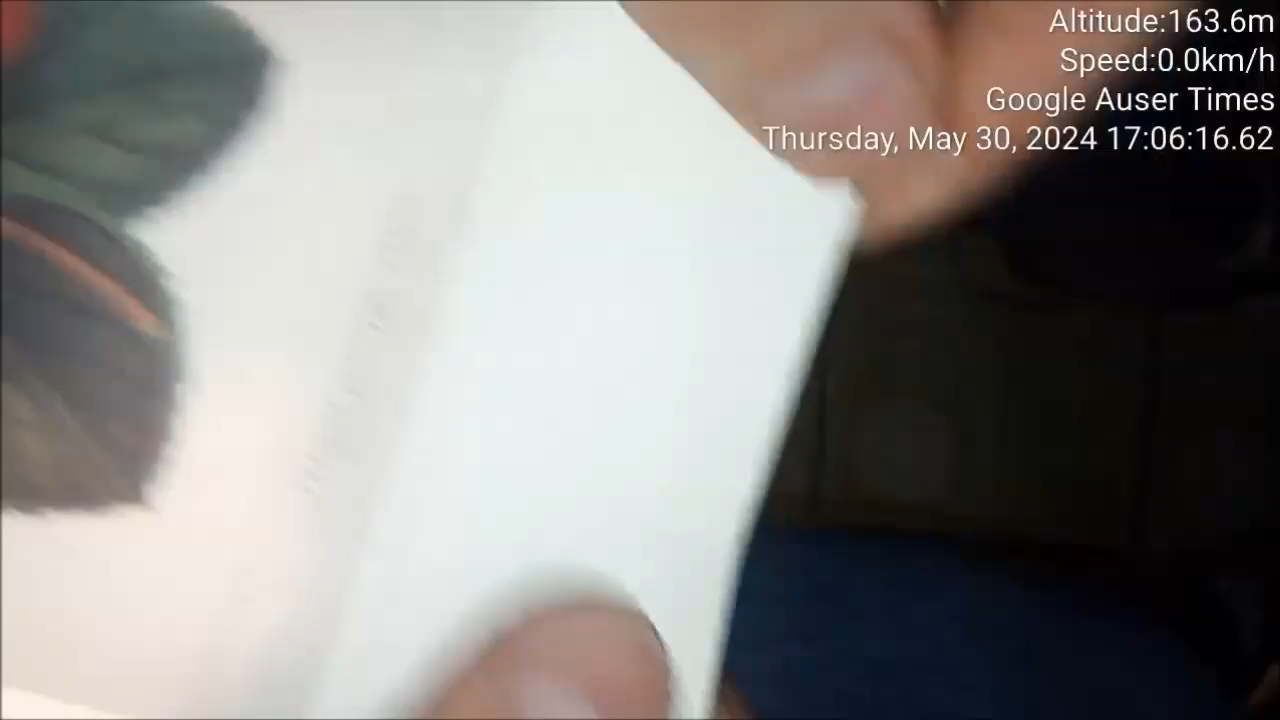 Altitude:163.6m
Speed:0.0km/h
Google Auser Times
Thursday, May 30, 2024 17:06:16.62